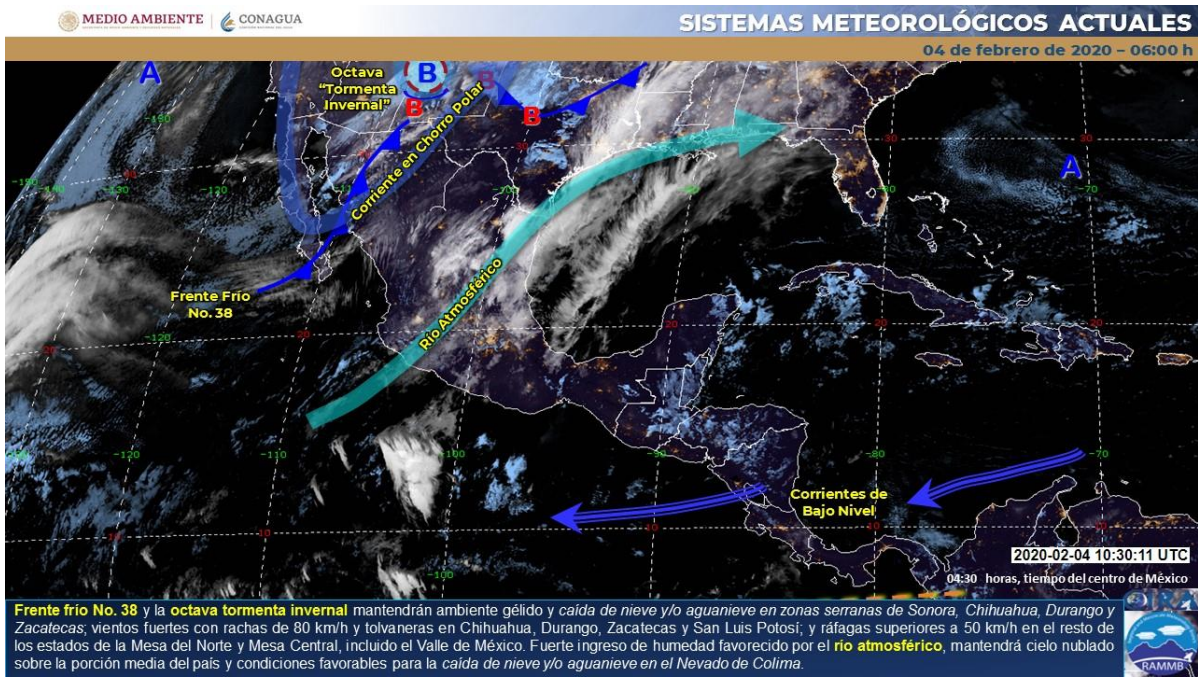 MEDIO AMBIENTE
CONAGUA
SISTEMAS METEOROLÓGICOS ACTUALES
04 de febrero de 2020 – 06:00 h
A
Octava
"Tormenta
Invernal"
B
B
B
B
Corriente en Chorro Polar
A
Frente Frío
No. 38
Río Atmosférico
Corrientes de
Bajo Nivel
2020-02-04 10:30:11 UTC
04:30 horas, tiempo del centro de México
Frente frío No. 38 y la octava tormenta invernal mantendrán ambiente gélido y caída de nieve y/o aguanieve en zonas serranas de Sonora, Chihuahua, Durango y
Zacatecas; vientos fuertes con rachas de 80 km/h y tolvaneras en Chihuahua, Durango, Zacatecas y San Luis Potosí; y ráfagas superiores a 50 km/h en el resto de
los estados de la Mesa del Norte y Mesa Central, incluido el Valle de México. Fuerte ingreso de humedad favorecido por el río atmosférico, mantendrá cielo nublado
sobre la porción media del país y condiciones favorables para la caída de nieve y/o aguanieve en el Nevado de Colima.
CIRA
RAMMB